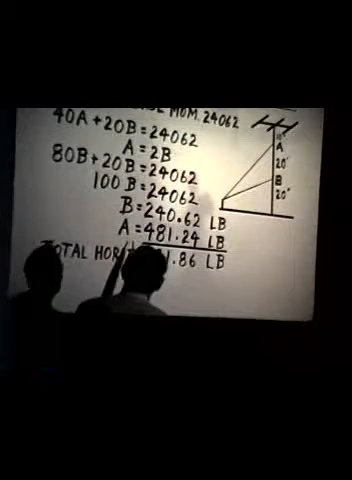 MOM. 24062
40A + 20B = 24062
A = 2B
80B + 20B = 24062
100 B = 24062
B = 240.62 LB
A = 481.24 LB
TOTAL HOR 1.86 LB
10'
A
20'
B
20'